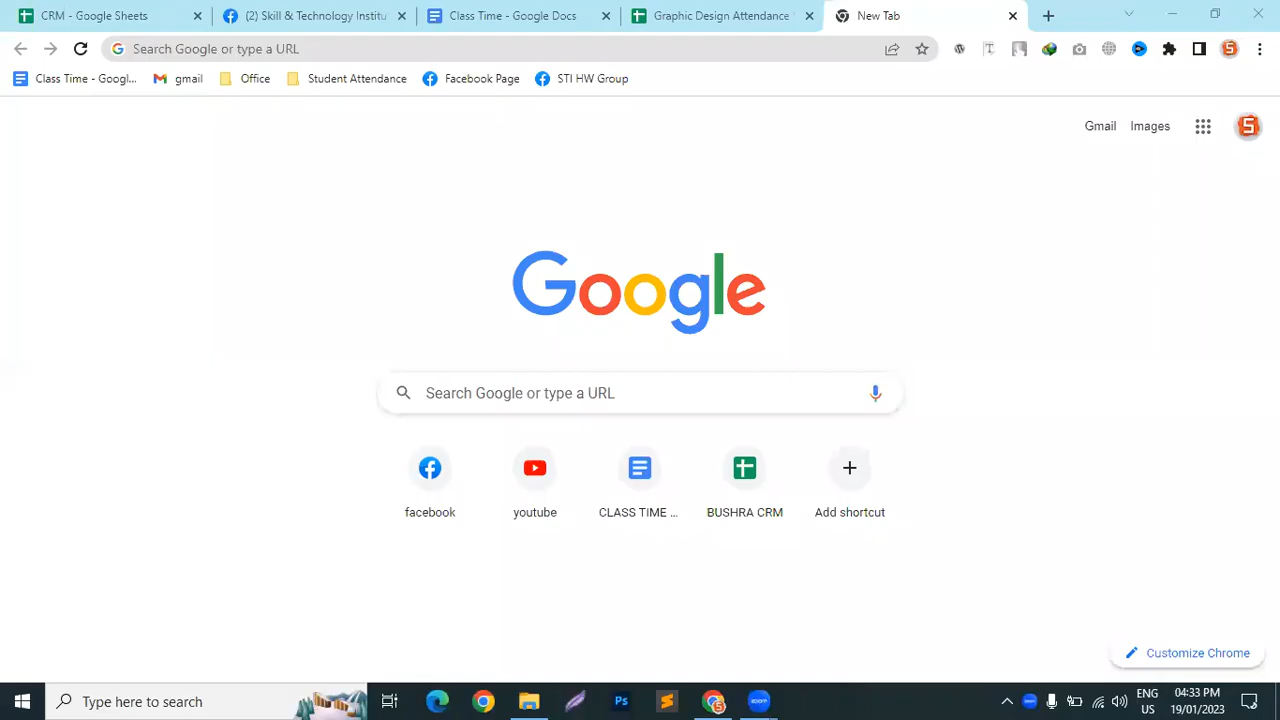 CRM - Google Sheets
(2) Skill & Technology Institu
Class Time - Google Docs
Graphic Design Attendance
New Tab
Search Google or type a URL
Class Time - Googl...
gmail
Office
Student Attendance
Facebook Page
STI HW Group
Gmail
Images
Google
Search Google or type a URL
facebook
youtube
CLASS TIME ...
BUSHRA CRM
Add shortcut
Customize Chrome
Type here to search
Ps
zoom
ENG
US
04:33 PM
19/01/2023